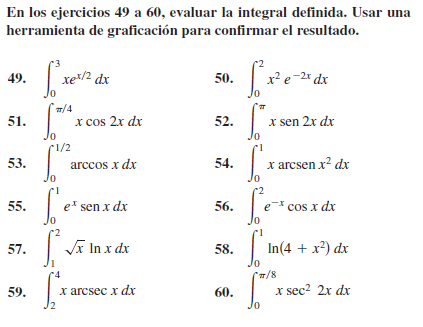 En los ejercicios 49 a 60, evaluar la integral definida. Usar una
herramienta de graficación para confirmar el resultado.
49. ∫₀³ xe^{x/2} dx 50. ∫₀² x² e^{−2x} dx
51. ∫₀^{π/4} x cos 2x dx 52. ∫₀^π x sen 2x dx
53. ∫₀^{1/2} arccos x dx 54. ∫₀¹ x arcsen x² dx
55. ∫₀¹ e^x sen x dx 56. ∫₀² e^{−x} cos x dx
57. ∫₁² √x ln x dx 58. ∫₀¹ ln(4 + x²) dx
59. ∫₂⁴ x arcsec x dx 60. ∫₀^{π/8} x sec² 2x dx